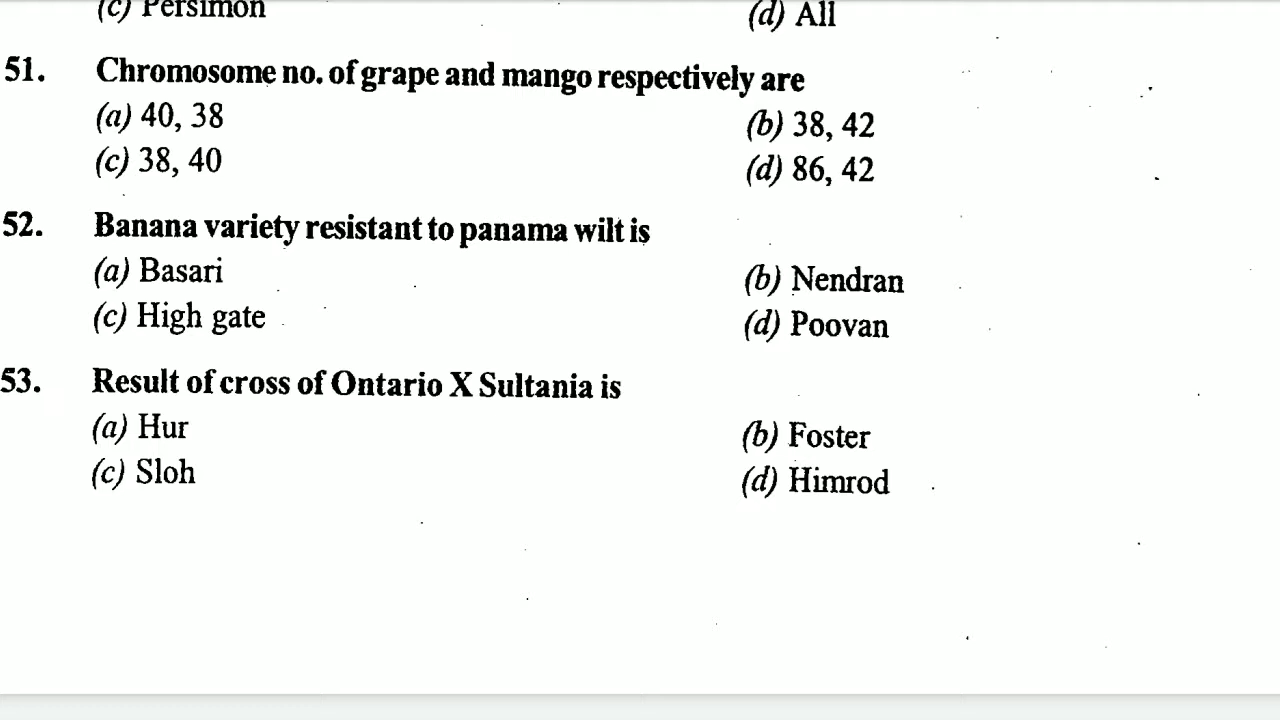 (c) Persimon (d) All
51. Chromosome no. of grape and mango respectively are
(a) 40, 38 (b) 38, 42
(c) 38, 40 (d) 86, 42
52. Banana variety resistant to panama wilt is
(a) Basari (b) Nendran
(c) High gate (d) Poovan
53. Result of cross of Ontario X Sultania is
(a) Hur (b) Foster
(c) Sloh (d) Himrod